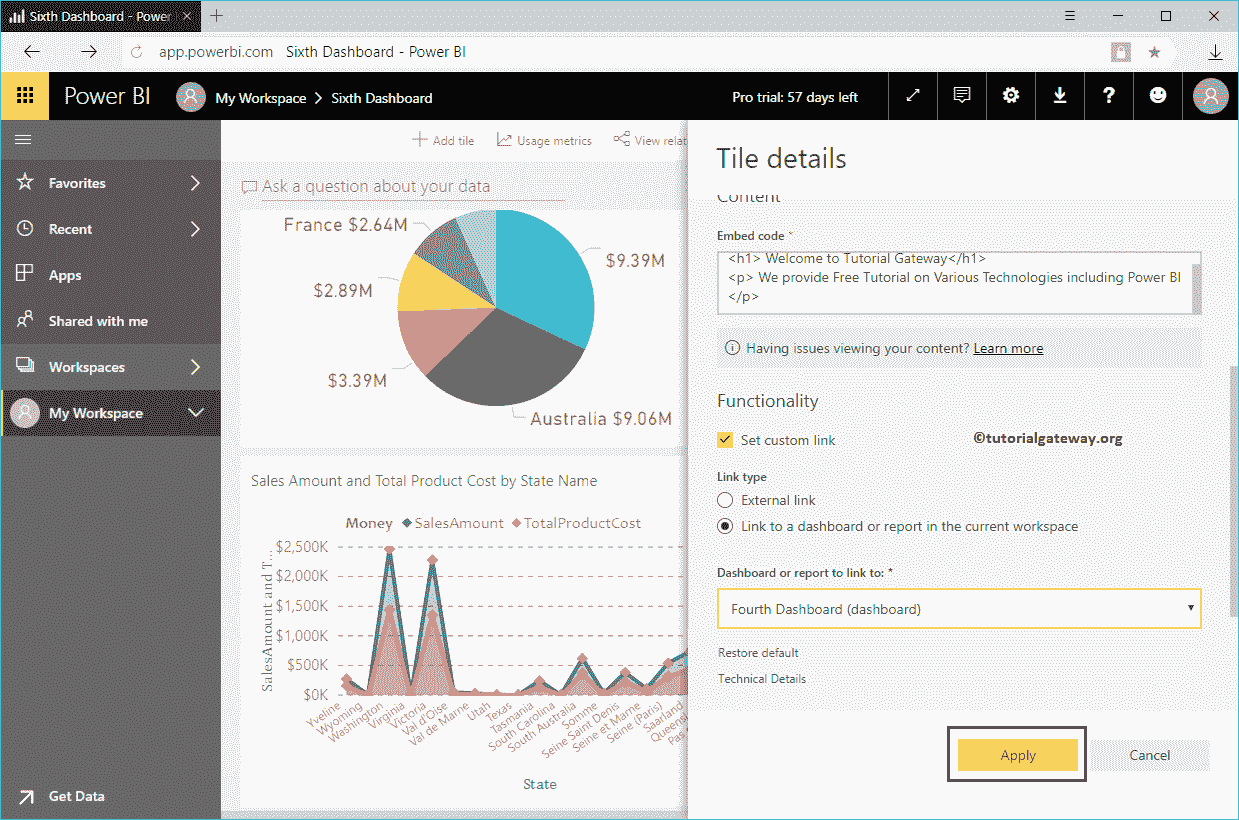 Sixth Dashboard - Power
app.powerbi.com Sixth Dashboard - Power BI
Power BI My Workspace > Sixth Dashboard Pro trial: 57 days left
Favorites
Recent
Apps
Shared with me
Workspaces
My Workspace
Get Data
Add tile Usage metrics View relat
Ask a question about your data
France $2.64M
$9.39M
$2.89M
$3.39M
Australia $9.06M
Sales Amount and Total Product Cost by State Name
Money SalesAmount TotalProductCost
SalesAmount and T...
$2,500K
$2,000K
$1,500K
$1,000K
$500K
$0K
Yveline
Wyoming
Washington
Virginia
Victoria
Val d'Oise
Val de Marne
Utah
Texas
Tasmania
South Carolina
South Australia
Somme
Seine Saint Denis
Seine et Marne
Seine (Paris)
Saarland
Queens
Pas
State
Tile details
Content
Embed code *
<h1> Welcome to Tutorial Gateway</h1>
<p> We provide Free Tutorial on Various Technologies including Power BI
</p>
Having issues viewing your content? Learn more
Functionality
Set custom link
©tutorialgateway.org
Link type
External link
Link to a dashboard or report in the current workspace
Dashboard or report to link to: *
Fourth Dashboard (dashboard)
Restore default
Technical Details
Apply Cancel